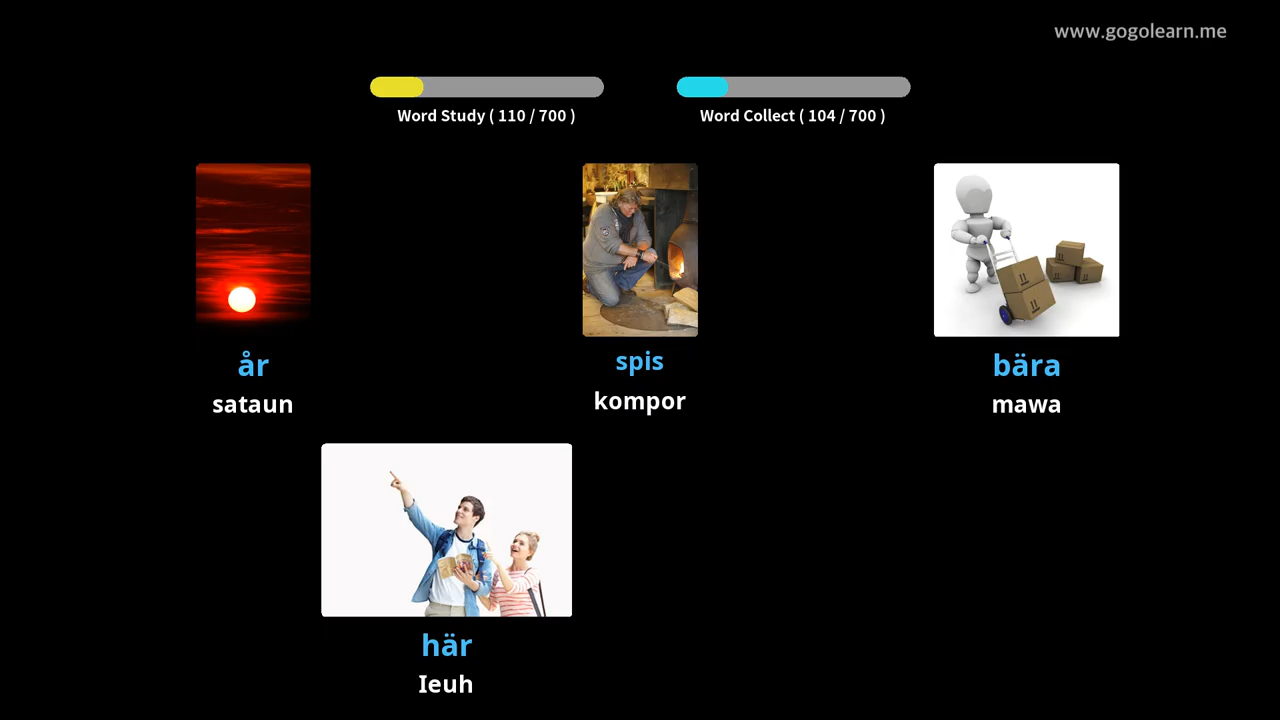 www.gogolearn.me
Word Study ( 110 / 700 )
Word Collect ( 104 / 700 )
år
sataun
spis
kompor
bära
mawa
här
Ieuh